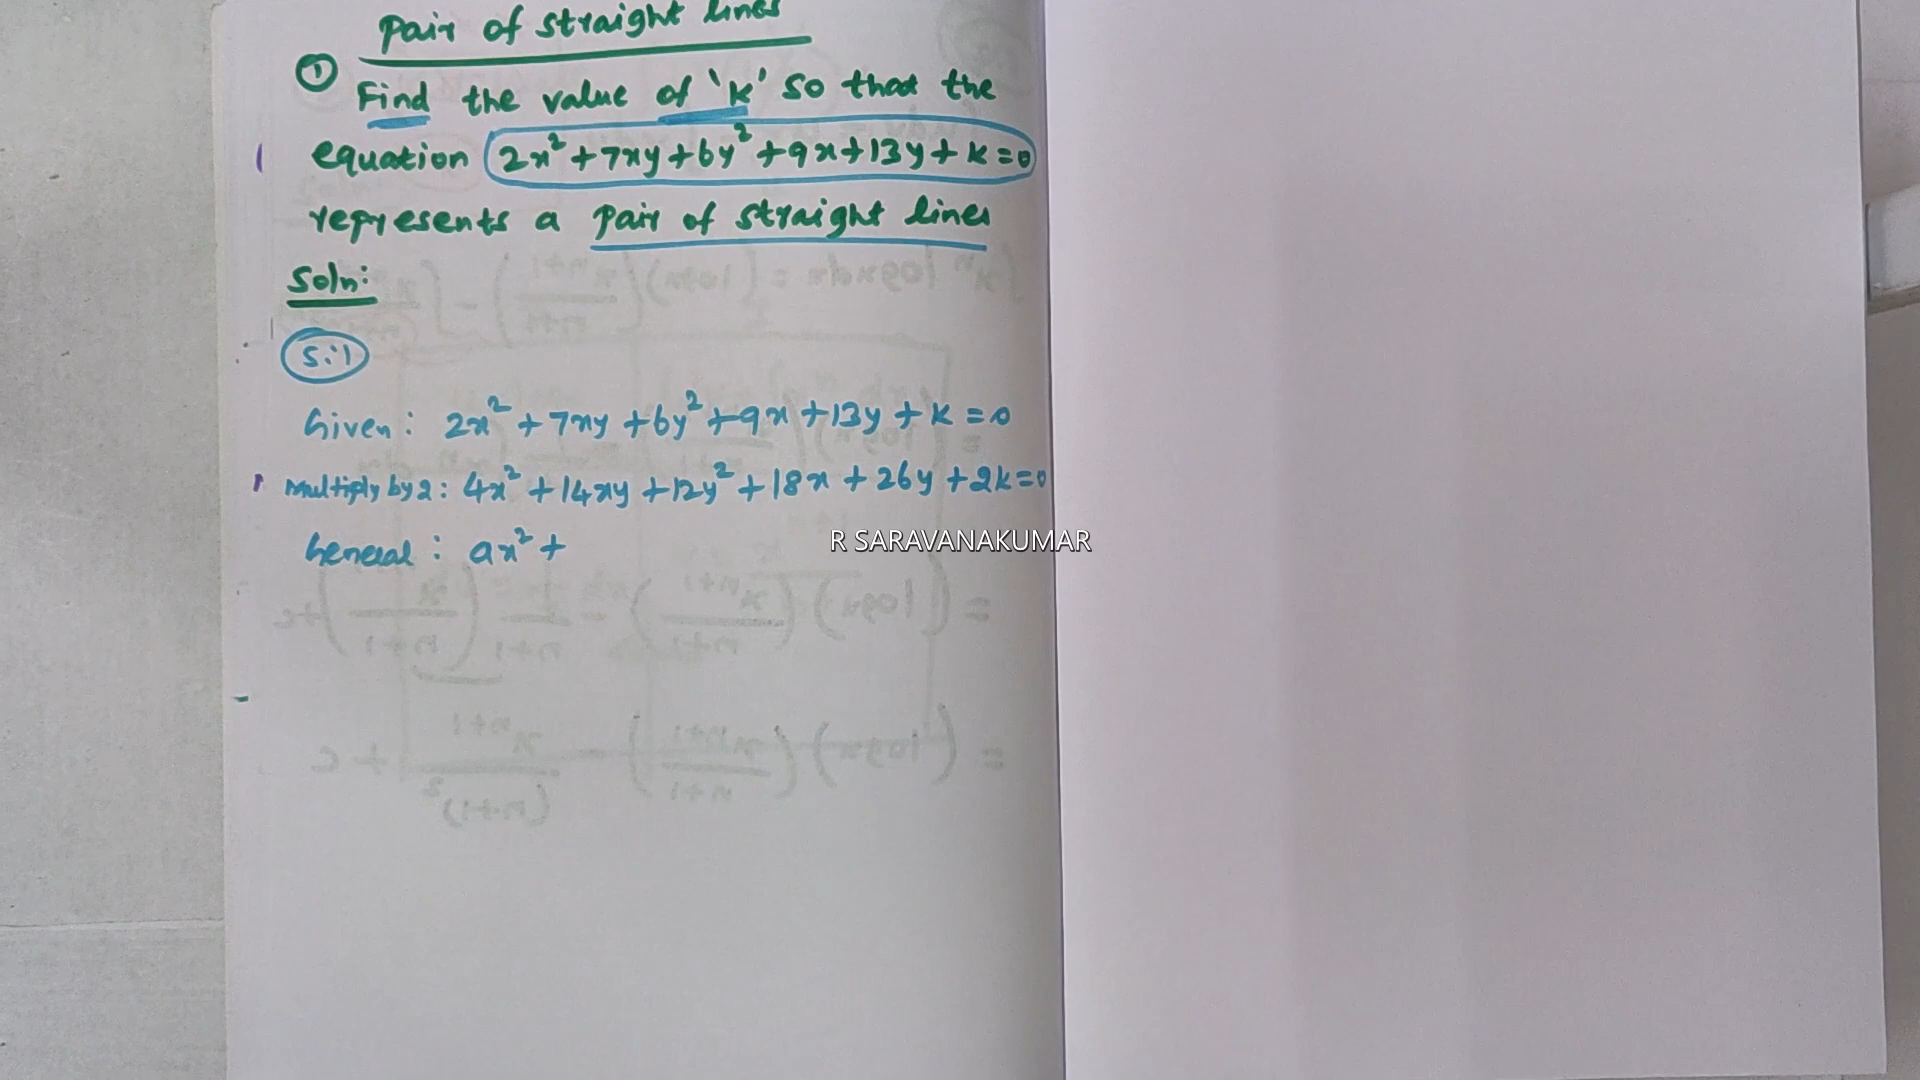 Pair of straight lines
① Find the value of 'k' so that the
equation 2x² + 7xy + 6y² + 9x + 13y + k = 0
represents a pair of straight lines
Soln:
S:1
Given: 2x² + 7xy + 6y² + 9x + 13y + k = 0
Multiply by 2: 4x² + 14xy + 12y² + 18x + 26y + 2k = 0
General: ax² +
R SARAVANAKUMAR